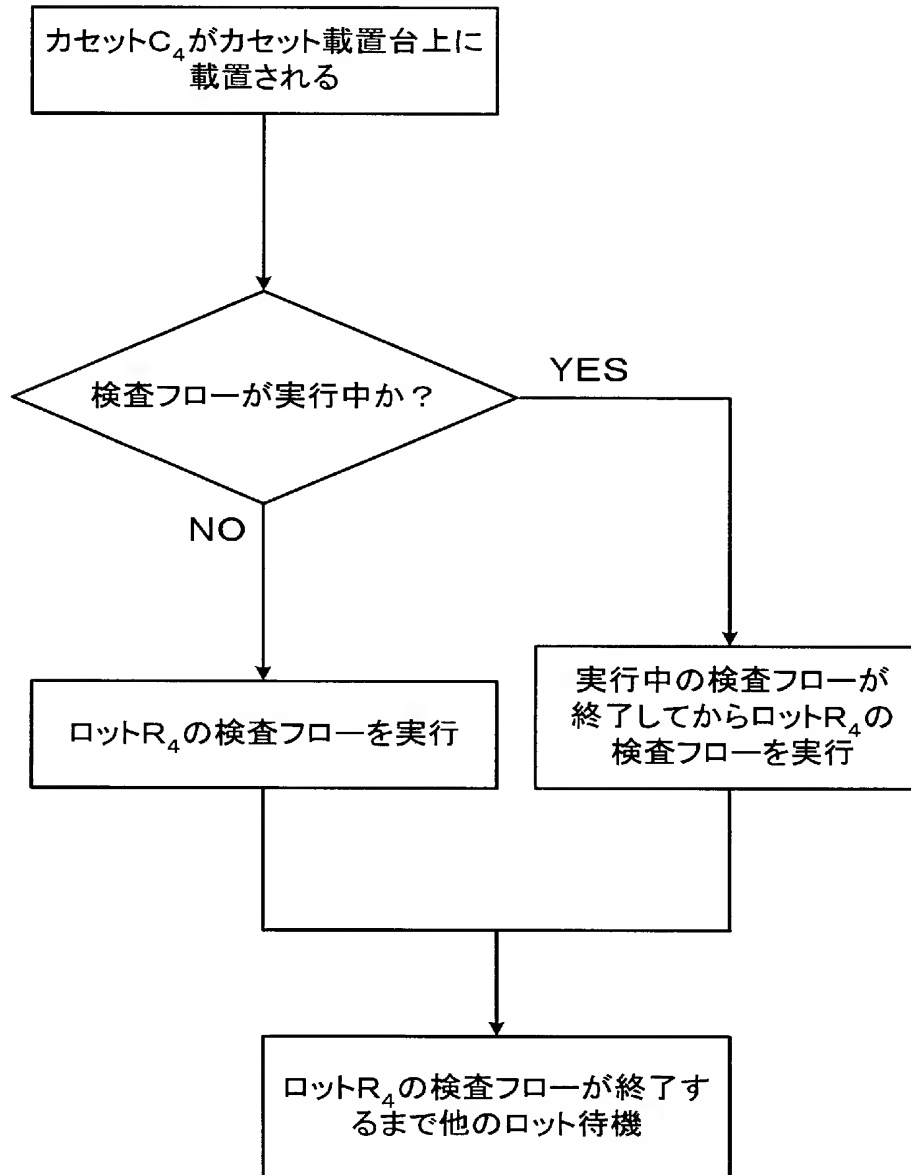 カセットC₄がカセット載置台上に
載置される
検査フローが実行中か？
YES
NO
ロットR₄の検査フローを実行
実行中の検査フローが
終了してからロットR₄の
検査フローを実行
ロットR₄の検査フローが終了す
るまで他のロット待機